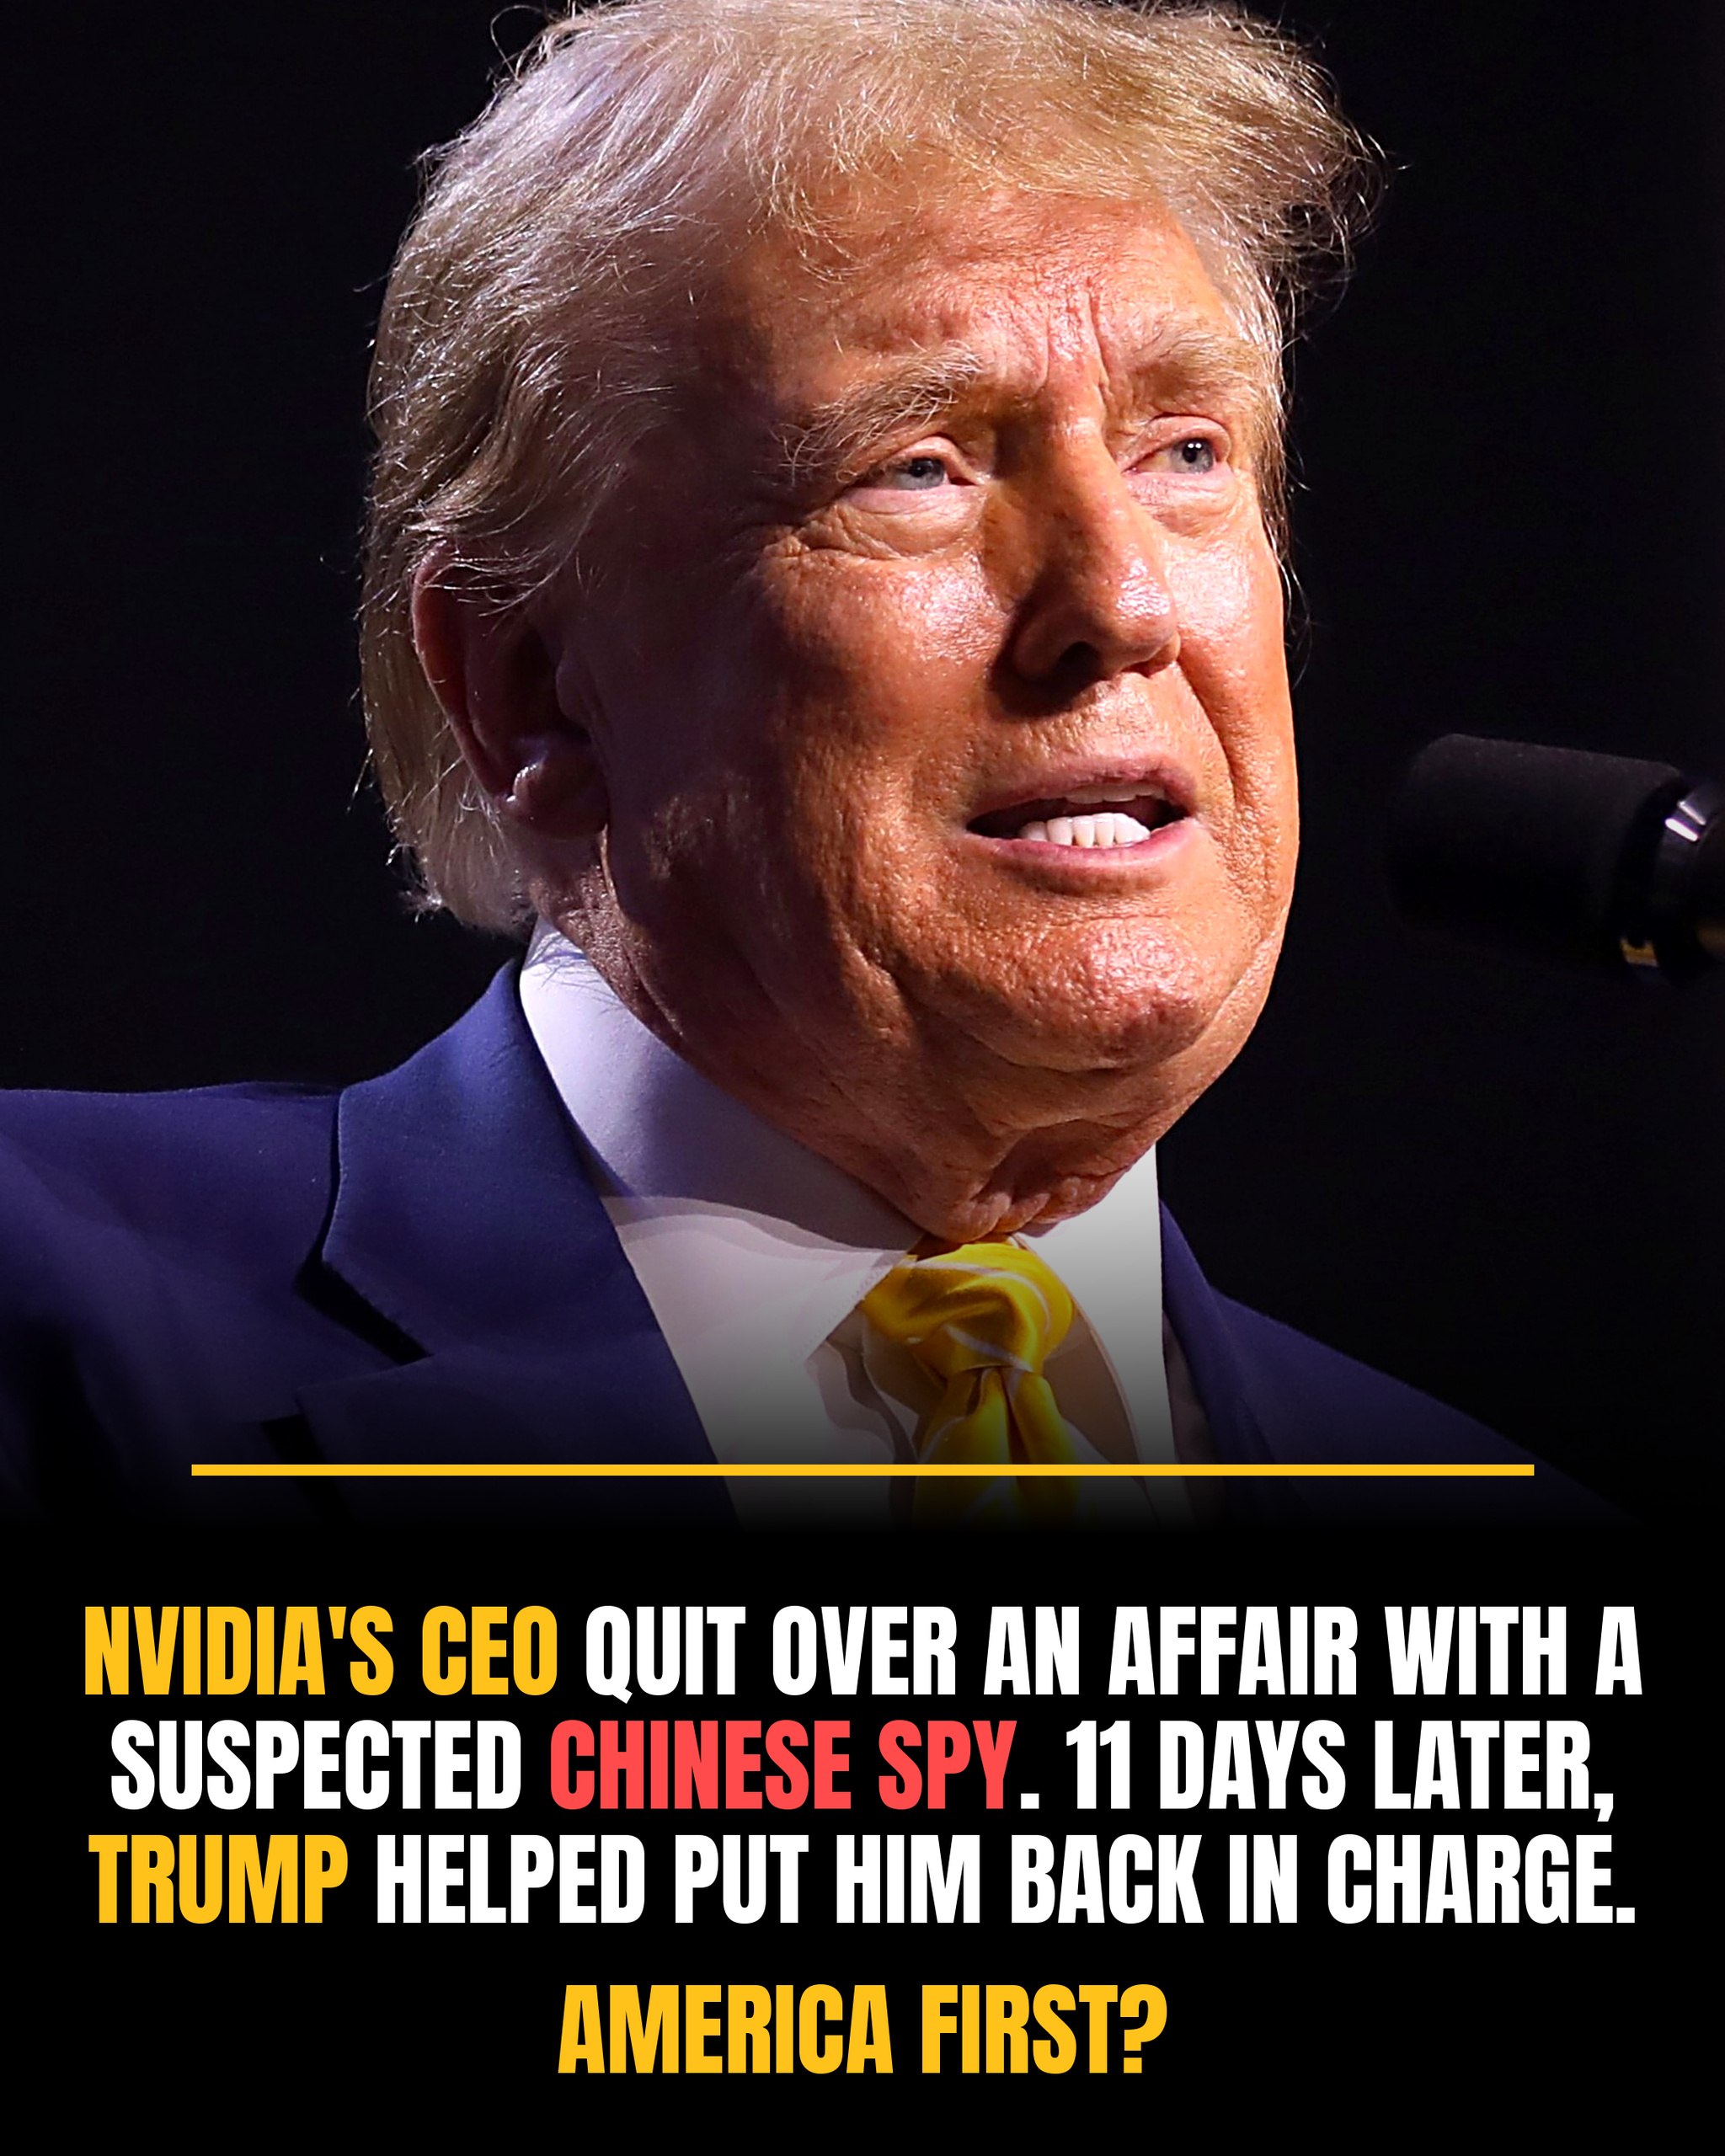 NVIDIA'S CEO QUIT OVER AN AFFAIR WITH A
SUSPECTED CHINESE SPY. 11 DAYS LATER,
TRUMP HELPED PUT HIM BACK IN CHARGE.
AMERICA FIRST?